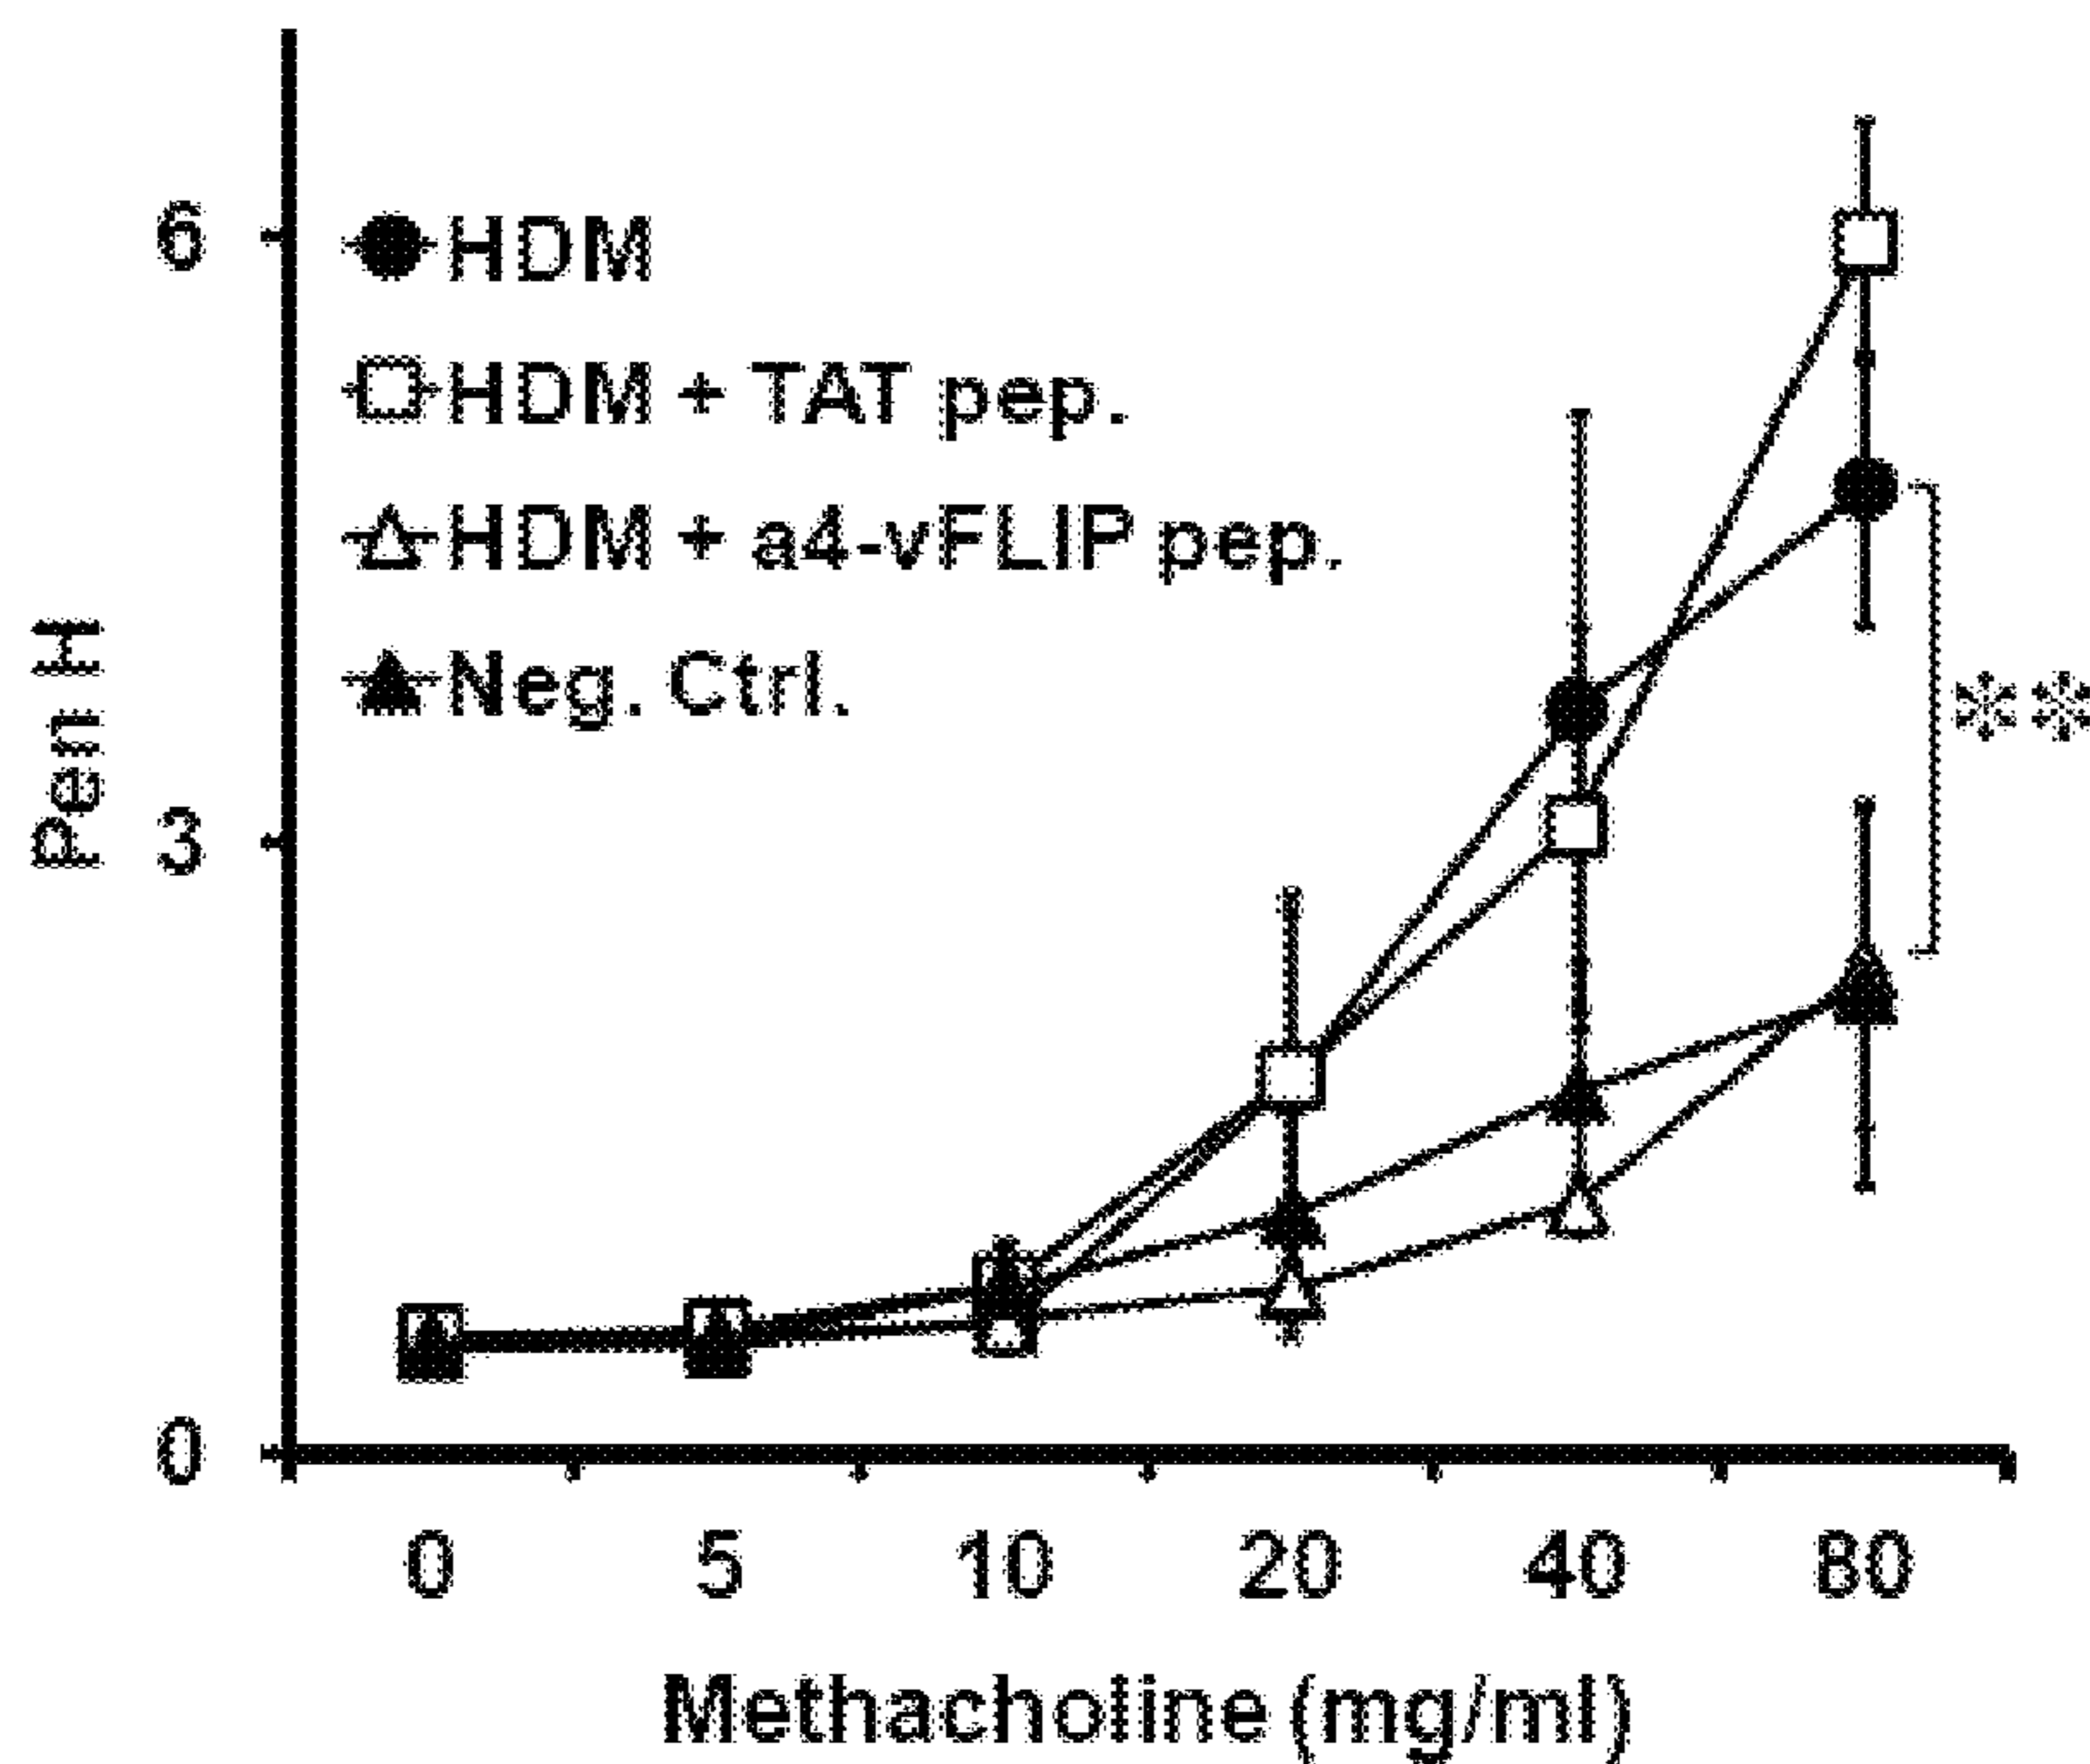 6
HDM
HDM + TAT pep.
HDM + a4-vFLIP pep.
Neg. Ctrl.
Pen H
**
3
0
0 5 10 20 40 80
Methacholine (mg/ml)